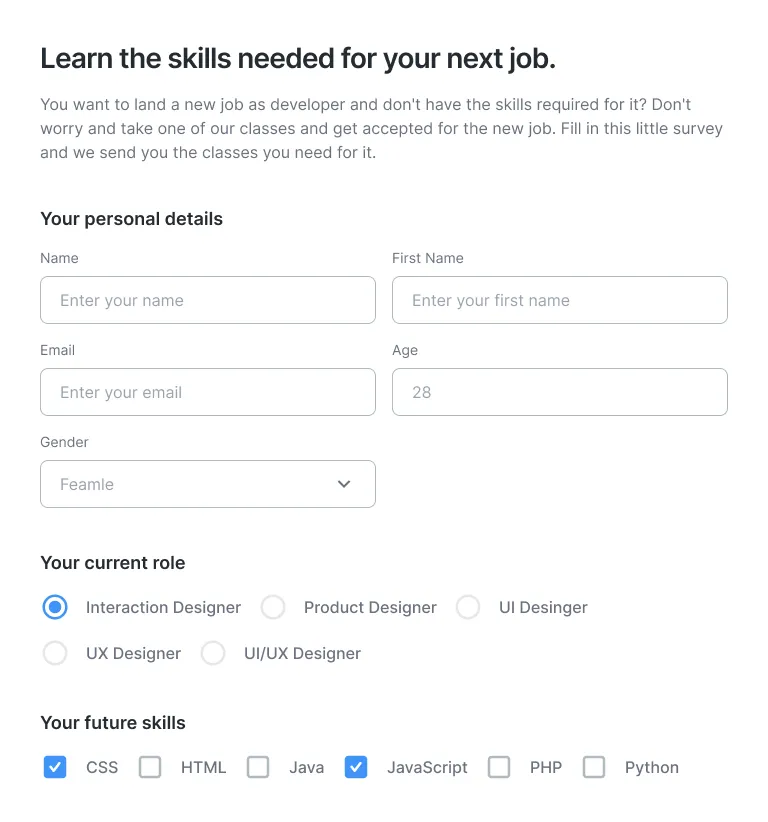 Learn the skills needed for your next job.
You want to land a new job as developer and don't have the skills required for it? Don't
worry and take one of our classes and get accepted for the new job. Fill in this little survey
and we send you the classes you need for it.
Your personal details
Name First Name
Enter your name Enter your first name
Email Age
Enter your email 28
Gender
Feamle
Your current role
Interaction Designer Product Designer UI Desinger
UX Designer UI/UX Designer
Your future skills
CSS HTML Java JavaScript PHP Python